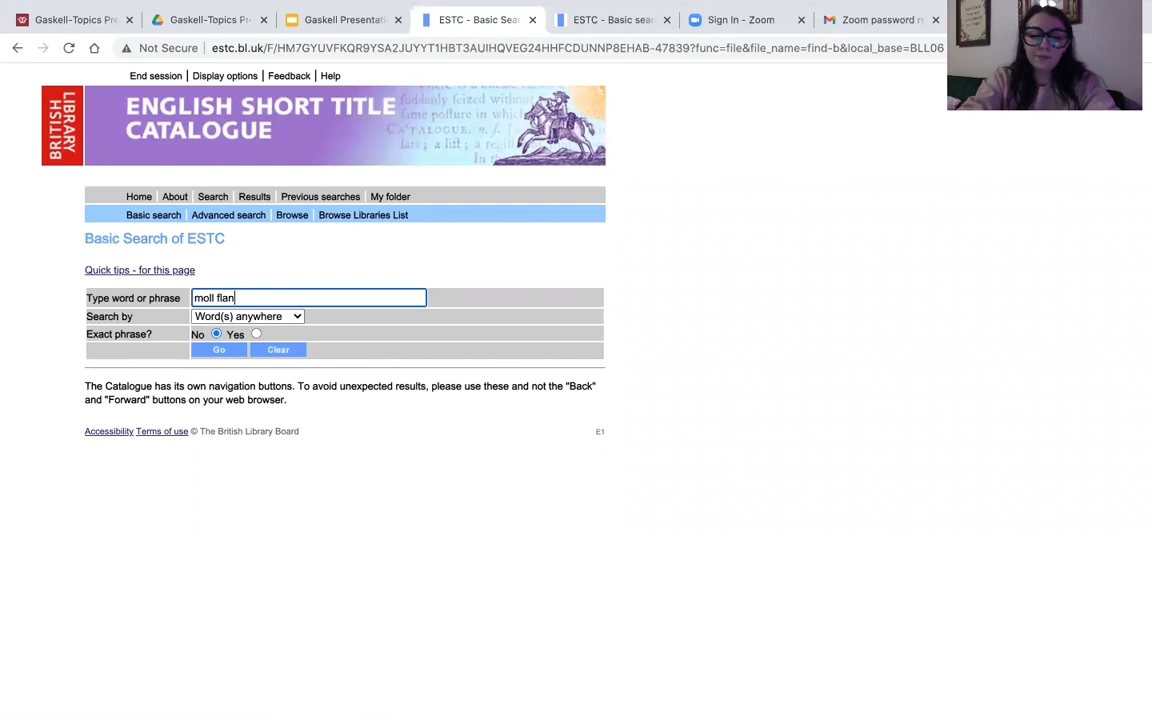 Gaskell-Topics Pre
Gaskell-Topics Pr
Gaskell Presentatio
ESTC - Basic Sear
ESTC - Basic sear
Sign In - Zoom
Zoom password r
Not Secure
estc.bl.uk/F/HM7GYUVFKQR9YSA2JUYYT1HBT3AUIHQVEG24HHFCDUNNP8EHAB-47839?func=file&file_name=find-b&local_base=BLL06
End session | Display options | Feedback | Help
LIBRARY
BRITISH
ENGLISH SHORT TITLE
CATALOGUE
Home | About | Search | Results | Previous searches | My folder
Basic search | Advanced search | Browse | Browse Libraries List
Basic Search of ESTC
Quick tips - for this page
Type word or phrase moll flan
Search by Word(s) anywhere
Exact phrase? No Yes
Go Clear
The Catalogue has its own navigation buttons. To avoid unexpected results, please use these and not the "Back"
and "Forward" buttons on your web browser.
Accessibility Terms of use © The British Library Board E1